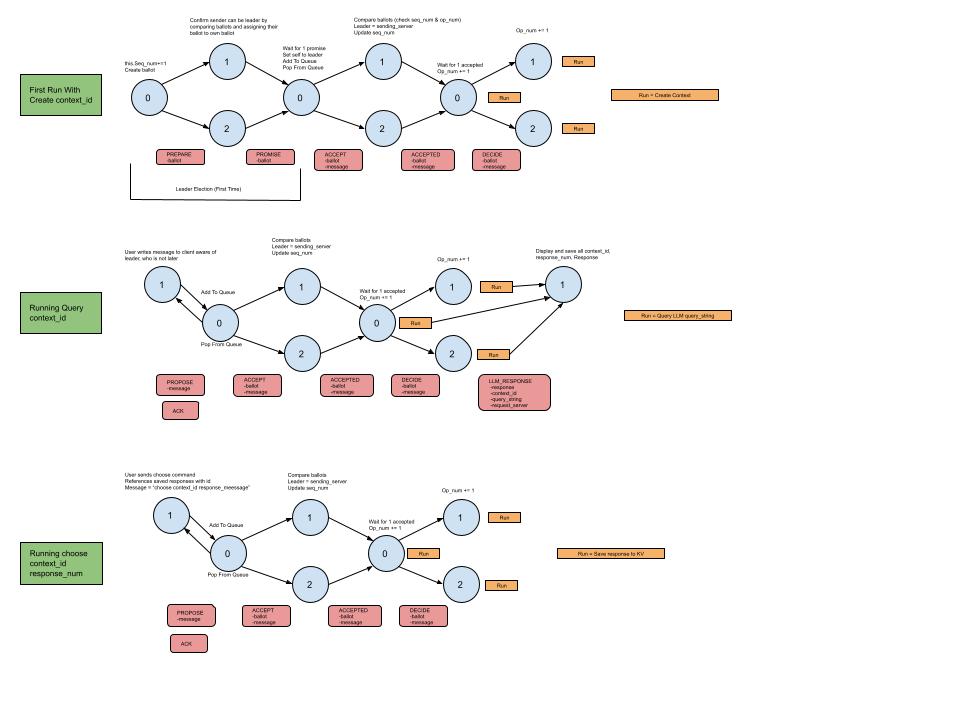 Confirm sender can be leader by
comparing ballots and assigning their
ballot to own ballot
Compare ballots (check seq_num & op_num)
Leader = sending_server
Update seq_num
Op_num += 1
this.Seq_num+=1
Create ballot
Wait for 1 promise
Set self to leader
Add To Queue
Pop From Queue
Wait for 1 accepted
Op_num += 1
First Run With
Create context_id
0
1
2
0
1
2
0
1
2
Run
Run
Run
Run = Create Context
PREPARE
-ballot
PROMISE
-ballot
ACCEPT
-ballot
-message
ACCEPTED
-ballot
-message
DECIDE
-ballot
-message
Leader Election (First Time)
User writes message to client aware of
leader, who is not later
Compare ballots
Leader = sending_server
Update seq_num
Op_num += 1
Display and save all context_id,
response_num, Response
Running Query
context_id
1
Add To Queue
0
Pop From Queue
1
2
Wait for 1 accepted
Op_num += 1
0
Run
1
Run
2
Run
1
Run = Query LLM query_string
PROPOSE
-message
ACK
ACCEPT
-ballot
-message
ACCEPTED
-ballot
-message
DECIDE
-ballot
-message
LLM_RESPONSE
-response
-context_id
-query_string
-request_server
User sends choose command
References saved responses with id
Message = "choose context_id response_meessage"
Compare ballots
Leader = sending_server
Update seq_num
Op_num += 1
Running choose
context_id
response_num
1
Add To Queue
0
Pop From Queue
1
2
Wait for 1 accepted
Op_num += 1
0
Run
1
Run
2
Run
Run = Save response to KV
PROPOSE
-message
ACK
ACCEPT
-ballot
-message
ACCEPTED
-ballot
-message
DECIDE
-ballot
-message